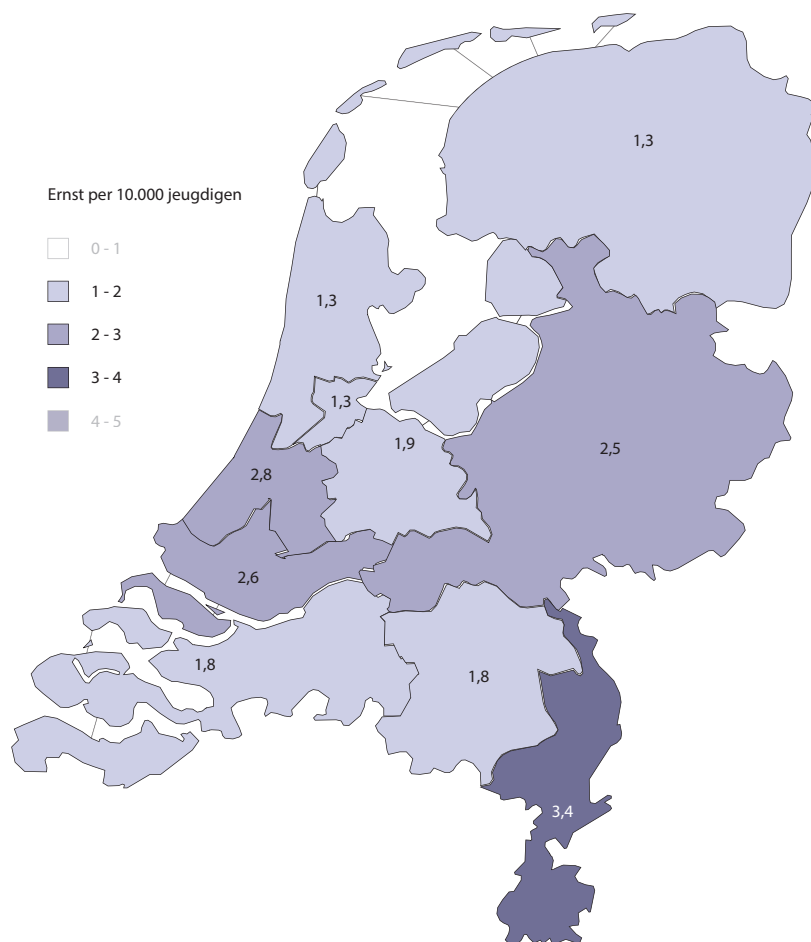 1,3
Ernst per 10.000 jeugdigen
0 - 1
1 - 2
2 - 3
3 - 4
4 - 5
1,3
1,3
1,9
2,5
2,8
2,6
1,8
1,8
3,4